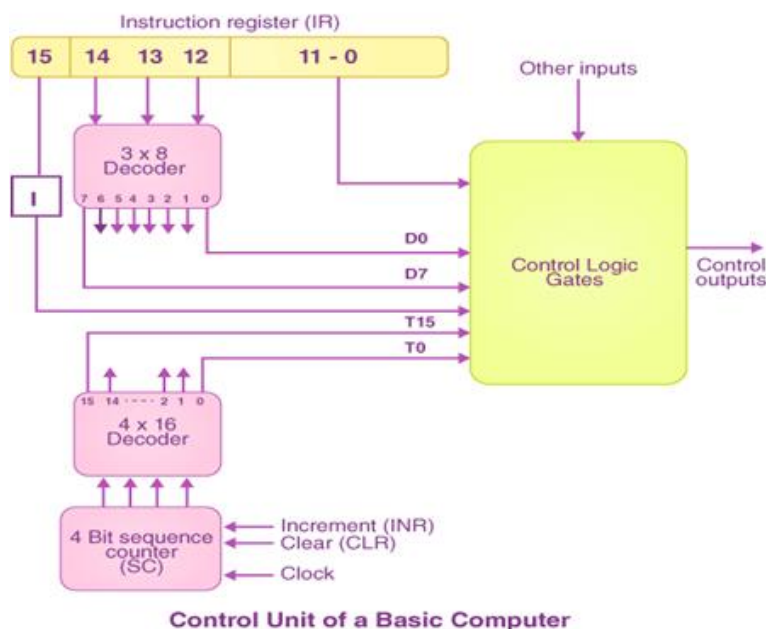 Instruction register (IR)
15 14 13 12 11 - 0
Other inputs
3 x 8
Decoder
7 6 5 4 3 2 1 0
I
D0
D7
Control Logic
Gates
Control
outputs
T15
T0
15 14 - - - - 2 1 0
4 x 16
Decoder
4 Bit sequence
counter
(SC)
Increment (INR)
Clear (CLR)
Clock
Control Unit of a Basic Computer